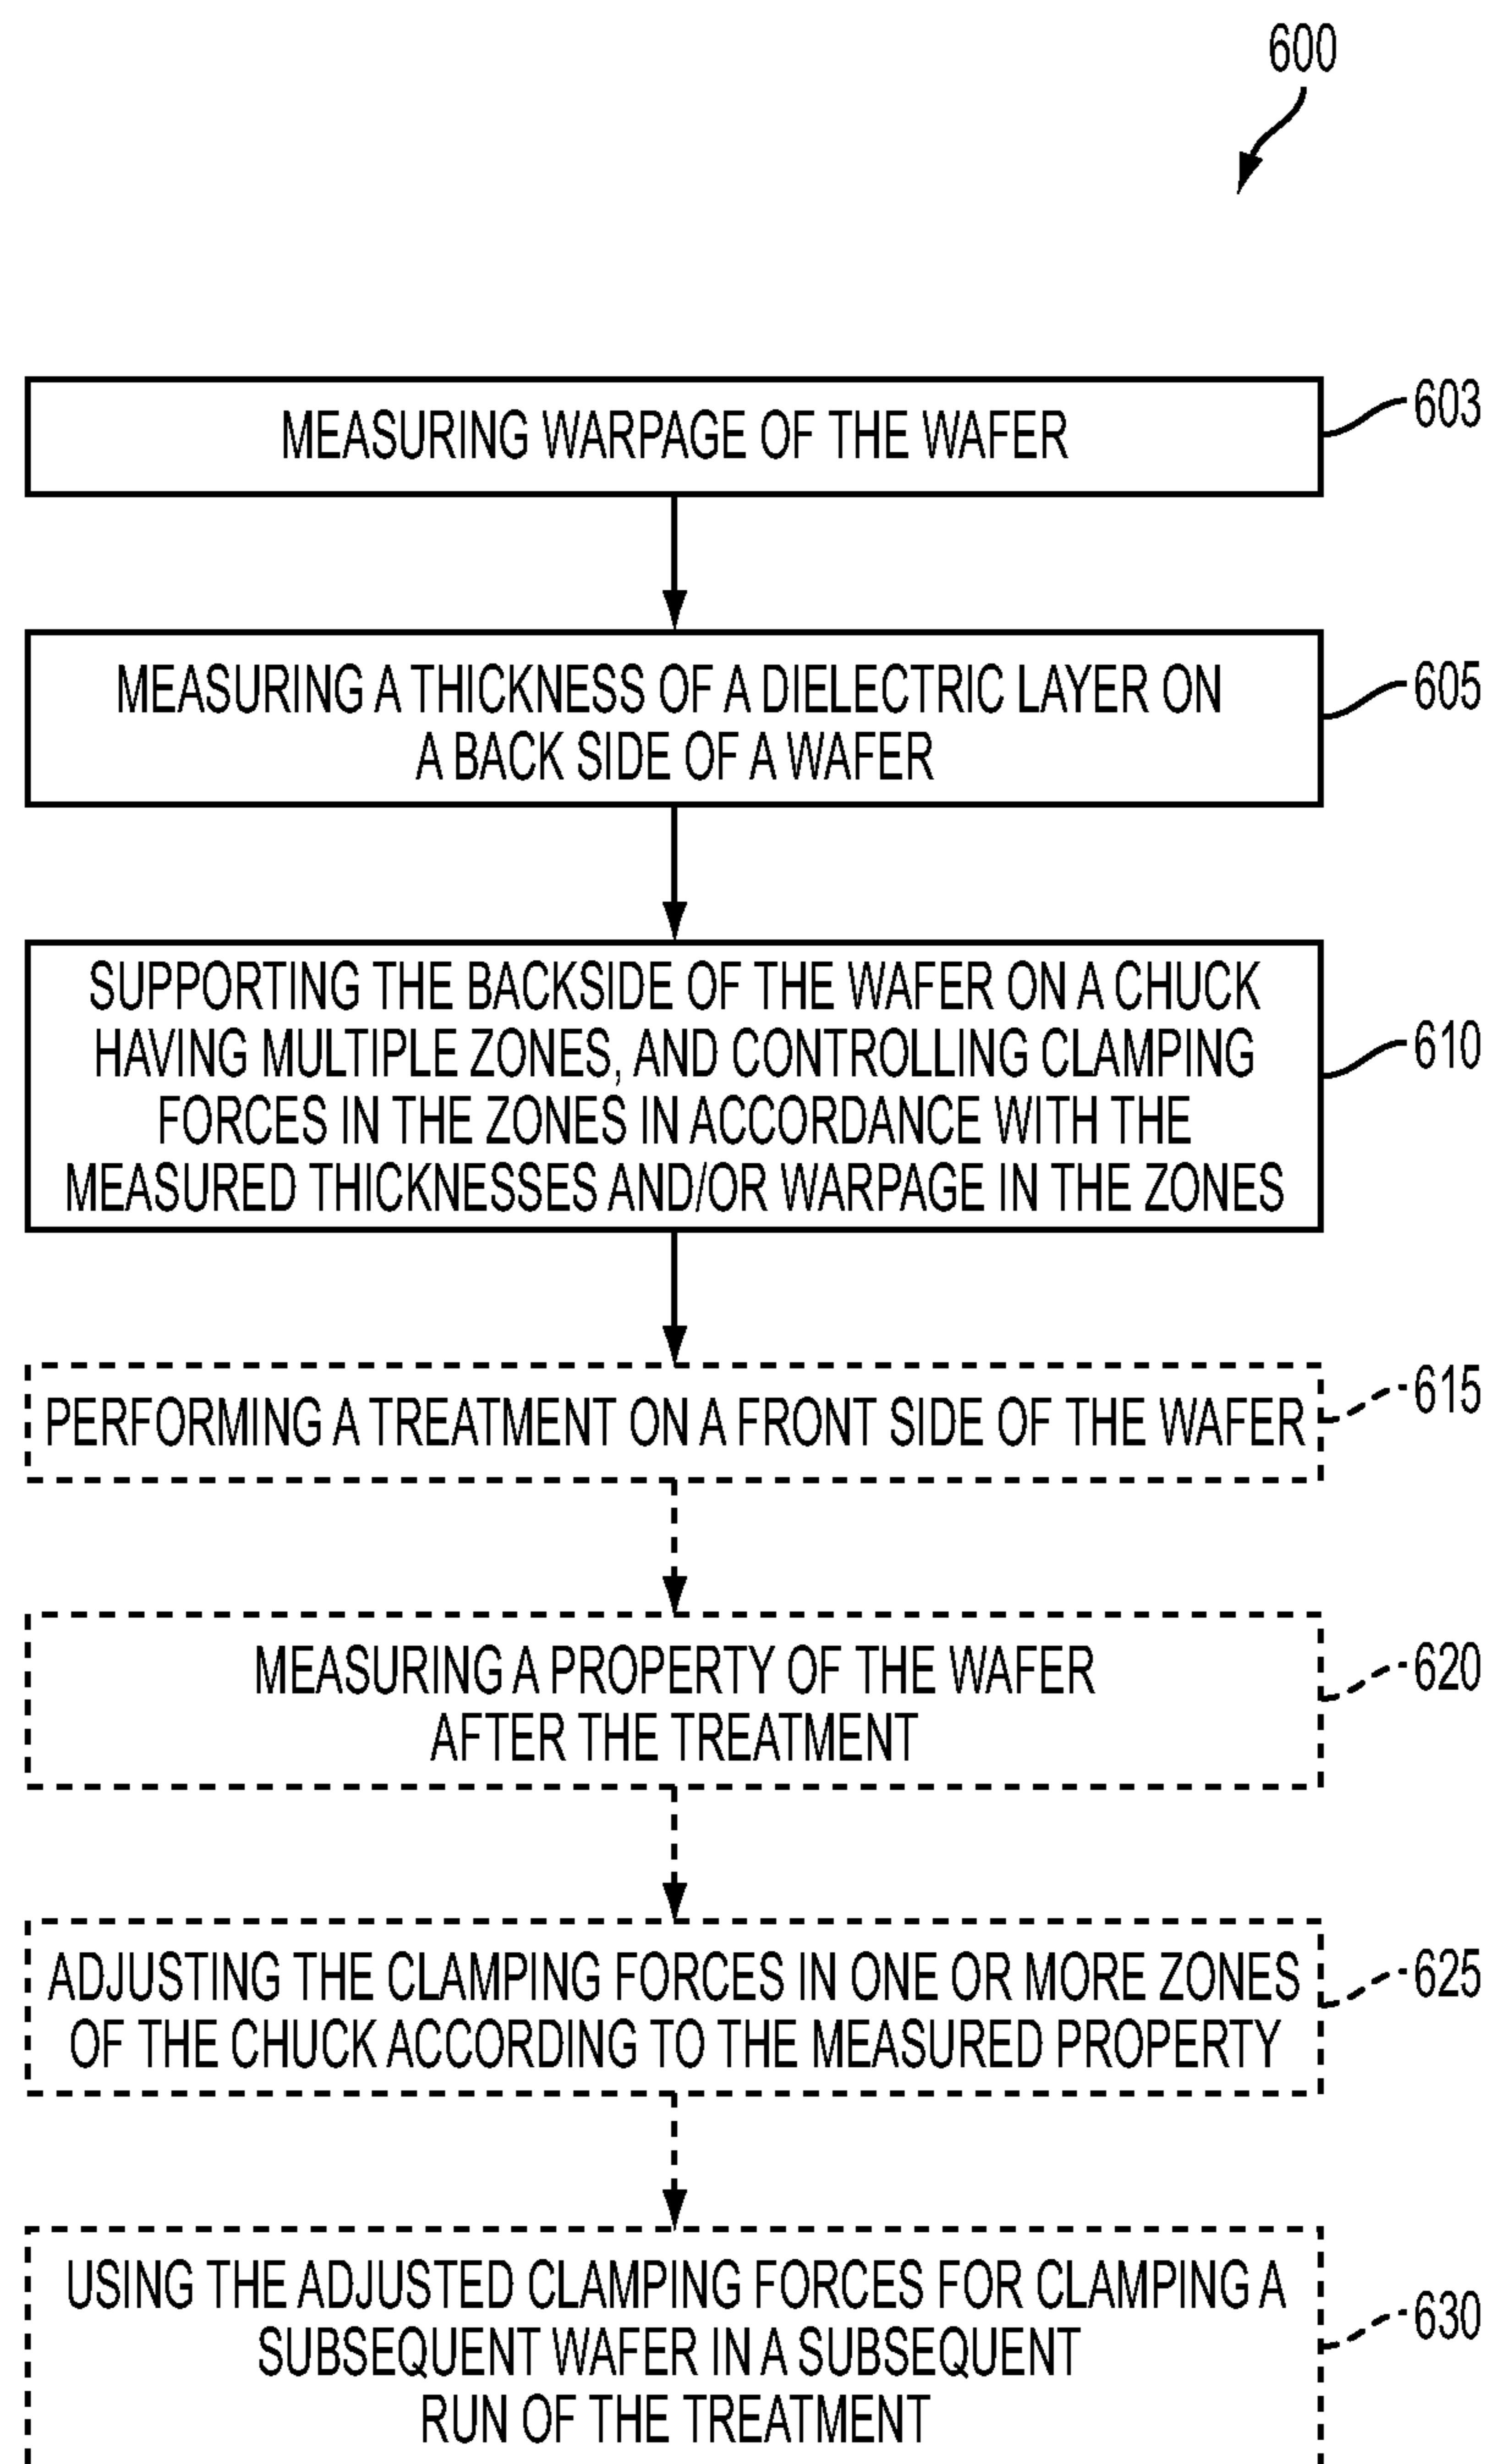 600
MEASURING WARPAGE OF THE WAFER
603
MEASURING A THICKNESS OF A DIELECTRIC LAYER ON
A BACK SIDE OF A WAFER
605
SUPPORTING THE BACKSIDE OF THE WAFER ON A CHUCK
HAVING MULTIPLE ZONES, AND CONTROLLING CLAMPING
FORCES IN THE ZONES IN ACCORDANCE WITH THE
MEASURED THICKNESSES AND/OR WARPAGE IN THE ZONES
610
PERFORMING A TREATMENT ON A FRONT SIDE OF THE WAFER
615
MEASURING A PROPERTY OF THE WAFER
AFTER THE TREATMENT
620
ADJUSTING THE CLAMPING FORCES IN ONE OR MORE ZONES
OF THE CHUCK ACCORDING TO THE MEASURED PROPERTY
625
USING THE ADJUSTED CLAMPING FORCES FOR CLAMPING A
SUBSEQUENT WAFER IN A SUBSEQUENT
RUN OF THE TREATMENT
630